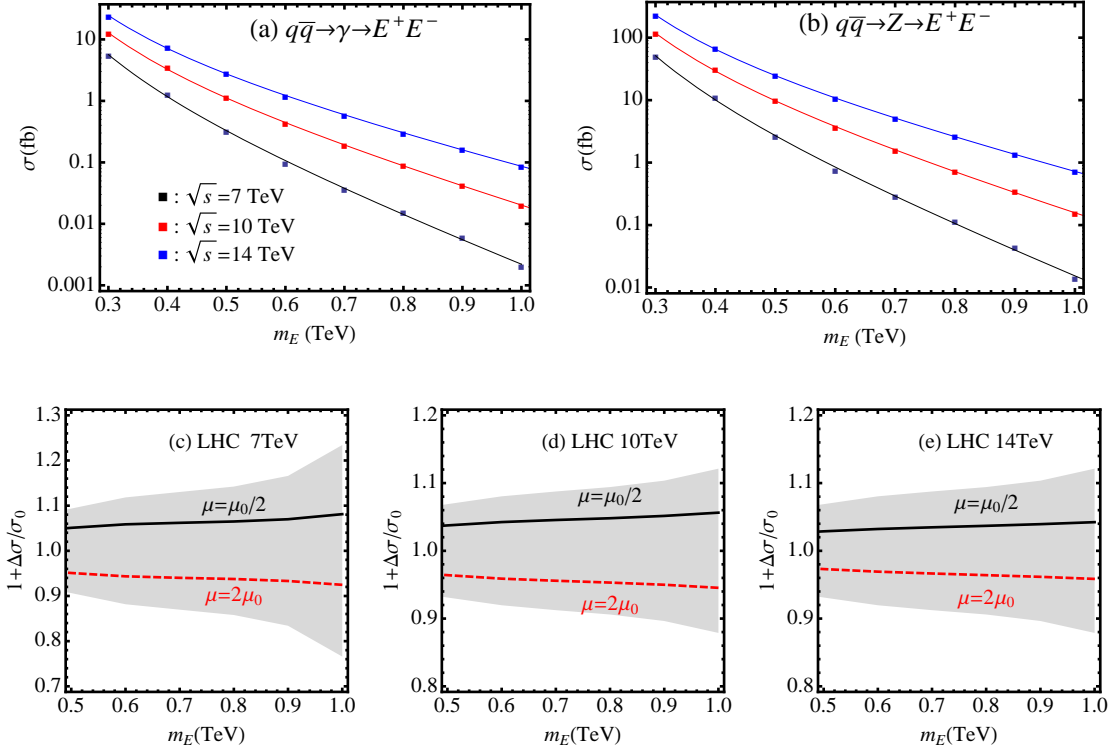 (a) qq̅→γ→E⁺E⁻
10
1
0.1
0.01
0.001
σ(fb)
■ : √s =7 TeV
■ : √s =10 TeV
■ : √s =14 TeV
0.3 0.4 0.5 0.6 0.7 0.8 0.9 1.0
m_E (TeV)
(b) qq̅→Z→E⁺E⁻
100
10
1
0.1
0.01
σ(fb)
0.3 0.4 0.5 0.6 0.7 0.8 0.9 1.0
m_E (TeV)
(c) LHC 7TeV
1.3
1.2
1.1
1.0
0.9
0.8
0.7
1+Δσ/σ₀
μ=μ₀/2
μ=2μ₀
0.5 0.6 0.7 0.8 0.9 1.0
m_E(TeV)
(d) LHC 10TeV
1.2
1.1
1.0
0.9
0.8
1+Δσ/σ₀
μ=μ₀/2
μ=2μ₀
0.5 0.6 0.7 0.8 0.9 1.0
m_E(TeV)
(e) LHC 14TeV
1.2
1.1
1.0
0.9
0.8
1+Δσ/σ₀
μ=μ₀/2
μ=2μ₀
0.5 0.6 0.7 0.8 0.9 1.0
m_E(TeV)